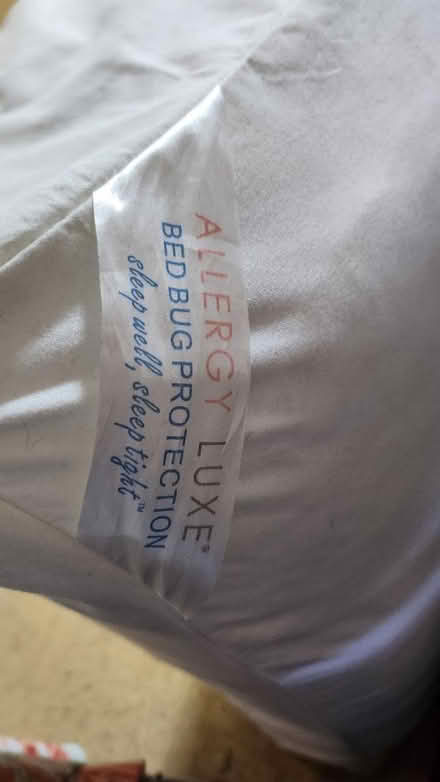 ALLERGY LUXE®
BED BUG PROTECTION
sleep well, sleep tight™